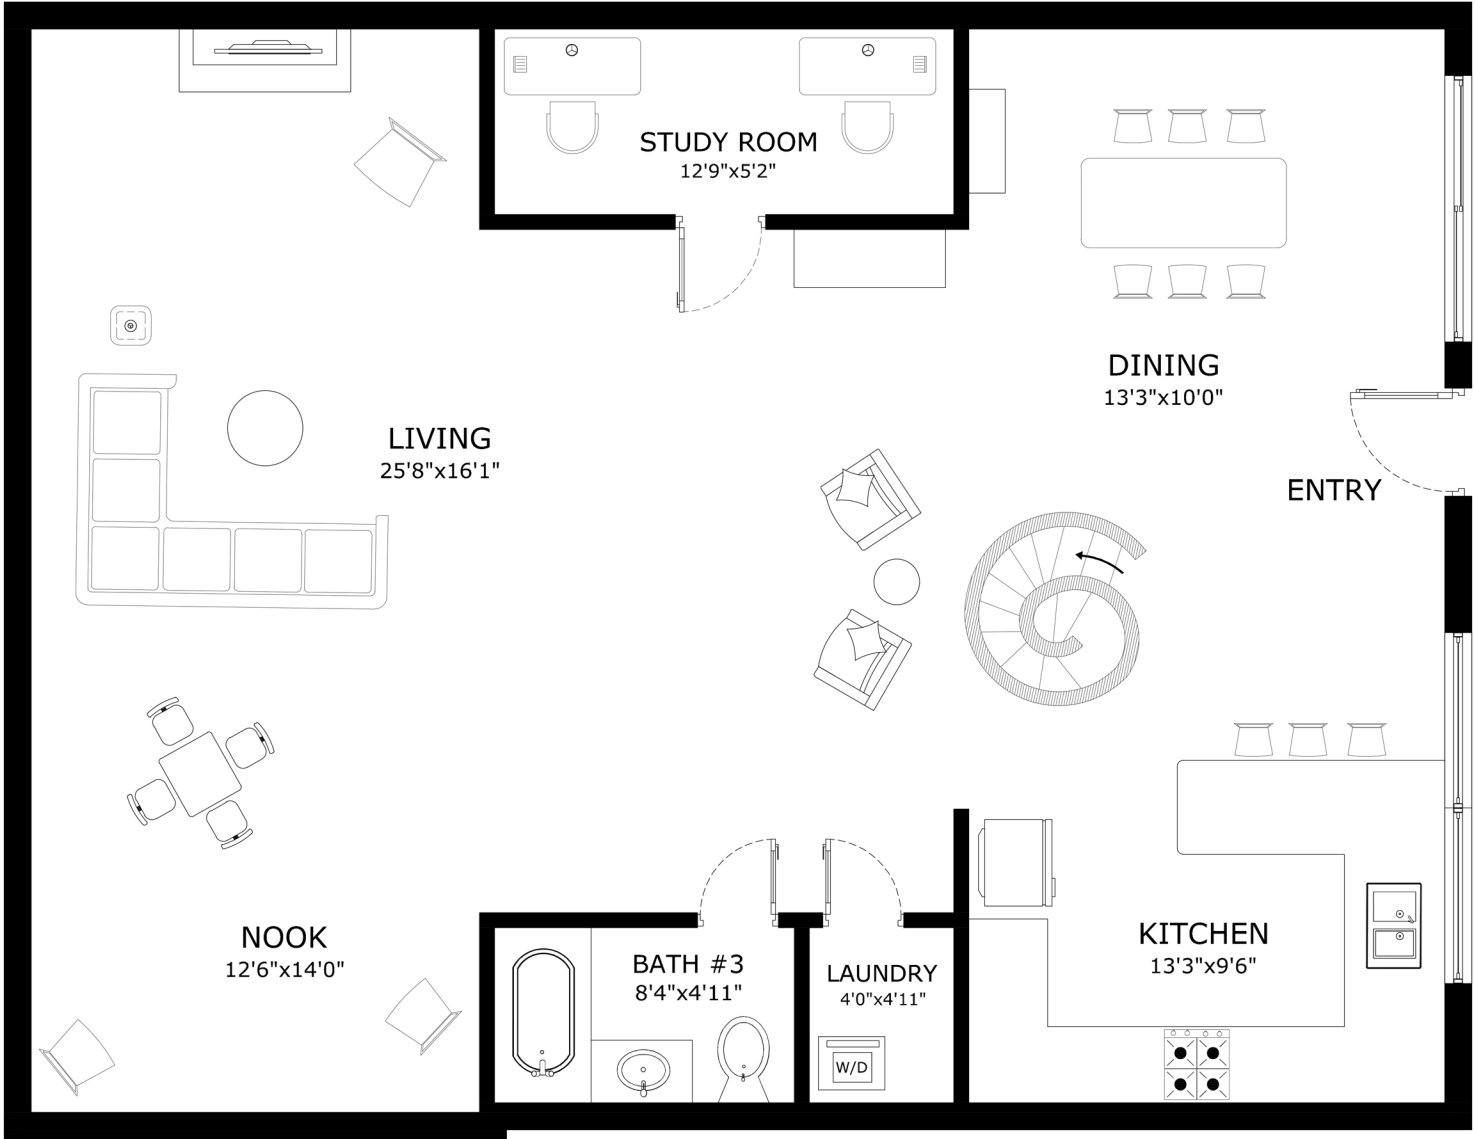 STUDY ROOM
12'9"x5'2"
DINING
13'3"x10'0"
LIVING
25'8"x16'1"
ENTRY
NOOK
12'6"x14'0"
BATH #3
8'4"x4'11"
LAUNDRY
4'0"x4'11"
W/D
KITCHEN
13'3"x9'6"